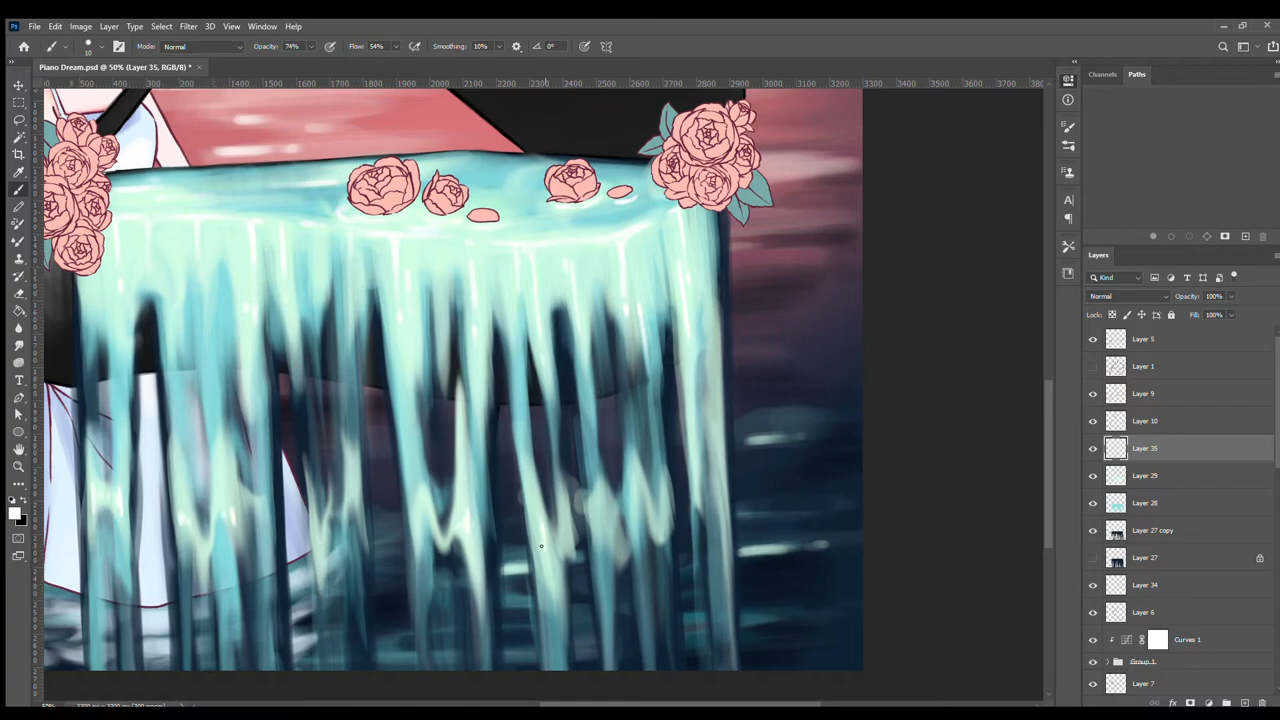 Ps File Edit Image Layer Type Select Filter 3D View Window Help
10 Mode: Normal Opacity: 74% Flow: 54% Smoothing: 10% 0°
Piano Dream.psd @ 50% (Layer 35, RGB/8) *
Channels Paths
Layers
Kind
Normal Opacity: 100%
Lock: Fill: 100%
Layer 5
Layer 1
Layer 9
Layer 10
Layer 35
Layer 29
Layer 28
Layer 27 copy
Layer 27
Layer 34
Layer 6
Curves 1
Group 1
Layer 7